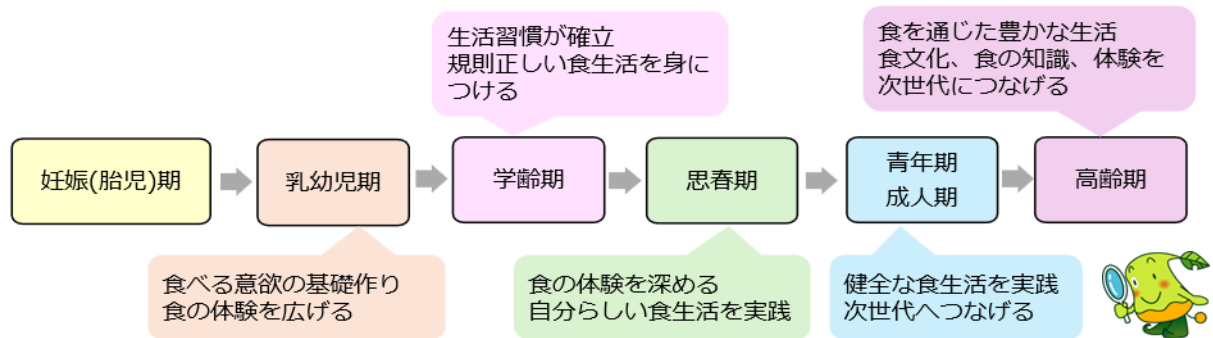 生活習慣が確立
規則正しい食生活を身に
つける
食を通じた豊かな生活
食文化、食の知識、体験を
次世代につなげる
妊娠(胎児)期
乳幼児期
学齢期
思春期
青年期
成人期
高齢期
食べる意欲の基礎作り
食の体験を広げる
食の体験を深める
自分らしい食生活を実践
健全な食生活を実践
次世代へつなげる